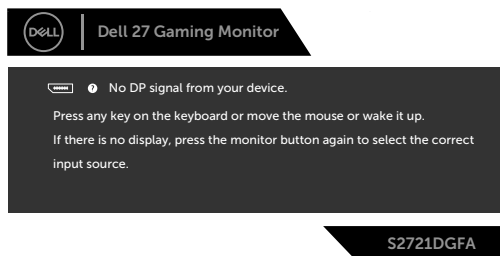 DELL
Dell 27 Gaming Monitor
? No DP signal from your device.
Press any key on the keyboard or move the mouse or wake it up.
If there is no display, press the monitor button again to select the correct
input source.
S2721DGFA